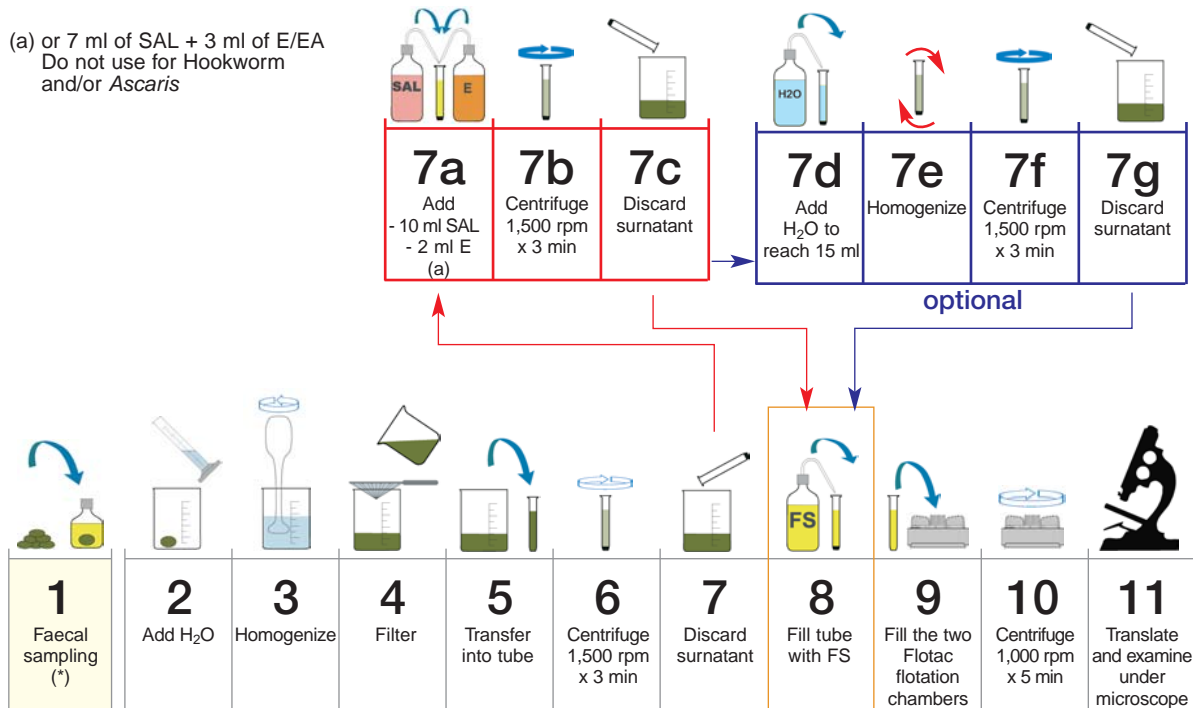 (a) or 7 ml of SAL + 3 ml of E/EA
Do not use for Hookworm
and/or Ascaris
SAL
E
H2O
7a
Add
- 10 ml SAL
- 2 ml E
(a)
7b
Centrifuge
1,500 rpm
x 3 min
7c
Discard
surnatant
7d
Add
H₂O to
reach 15 ml
7e
Homogenize
7f
Centrifuge
1,500 rpm
x 3 min
7g
Discard
surnatant
optional
FS
1
Faecal
sampling
(*)
2
Add H₂O
3
Homogenize
4
Filter
5
Transfer
into tube
6
Centrifuge
1,500 rpm
x 3 min
7
Discard
surnatant
8
Fill tube
with FS
9
Fill the two
Flotac
flotation
chambers
10
Centrifuge
1,000 rpm
x 5 min
11
Translate
and examine
under
microscope